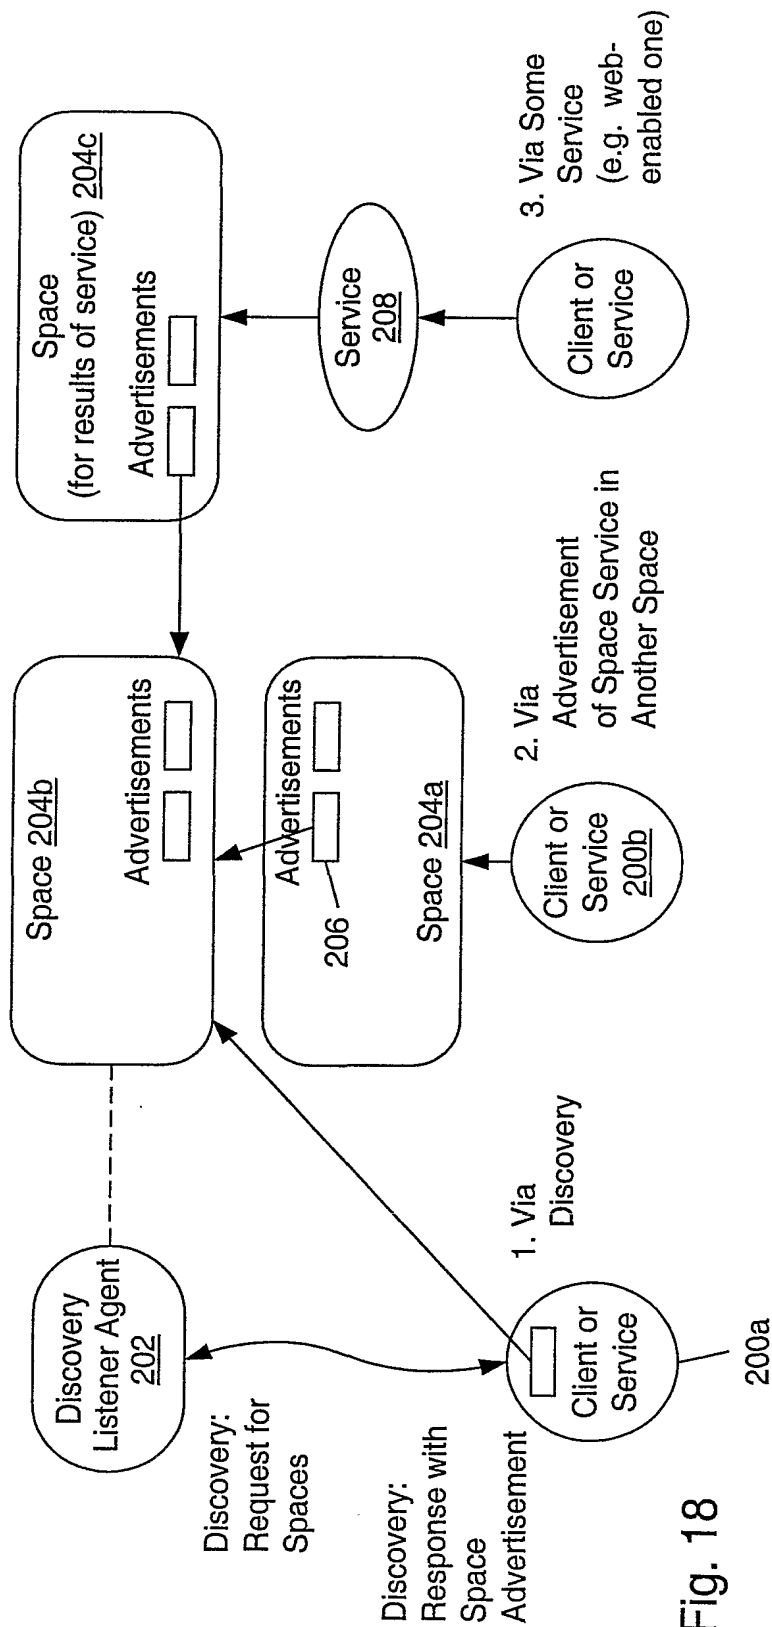 Discovery
Listener Agent
202
Discovery:
Request for
Spaces
Discovery:
Response with
Space
Advertisement
Client or
Service
200a
1. Via
Discovery
Space 204b
Advertisements
Advertisements
206
Space 204a
Client or
Service
200b
2. Via
Advertisement
of Space Service in
Another Space
Space
(for results of service) 204c
Advertisements
Service
208
Client or
Service
3. Via Some
Service
(e.g. web-
enabled one)
Fig. 18